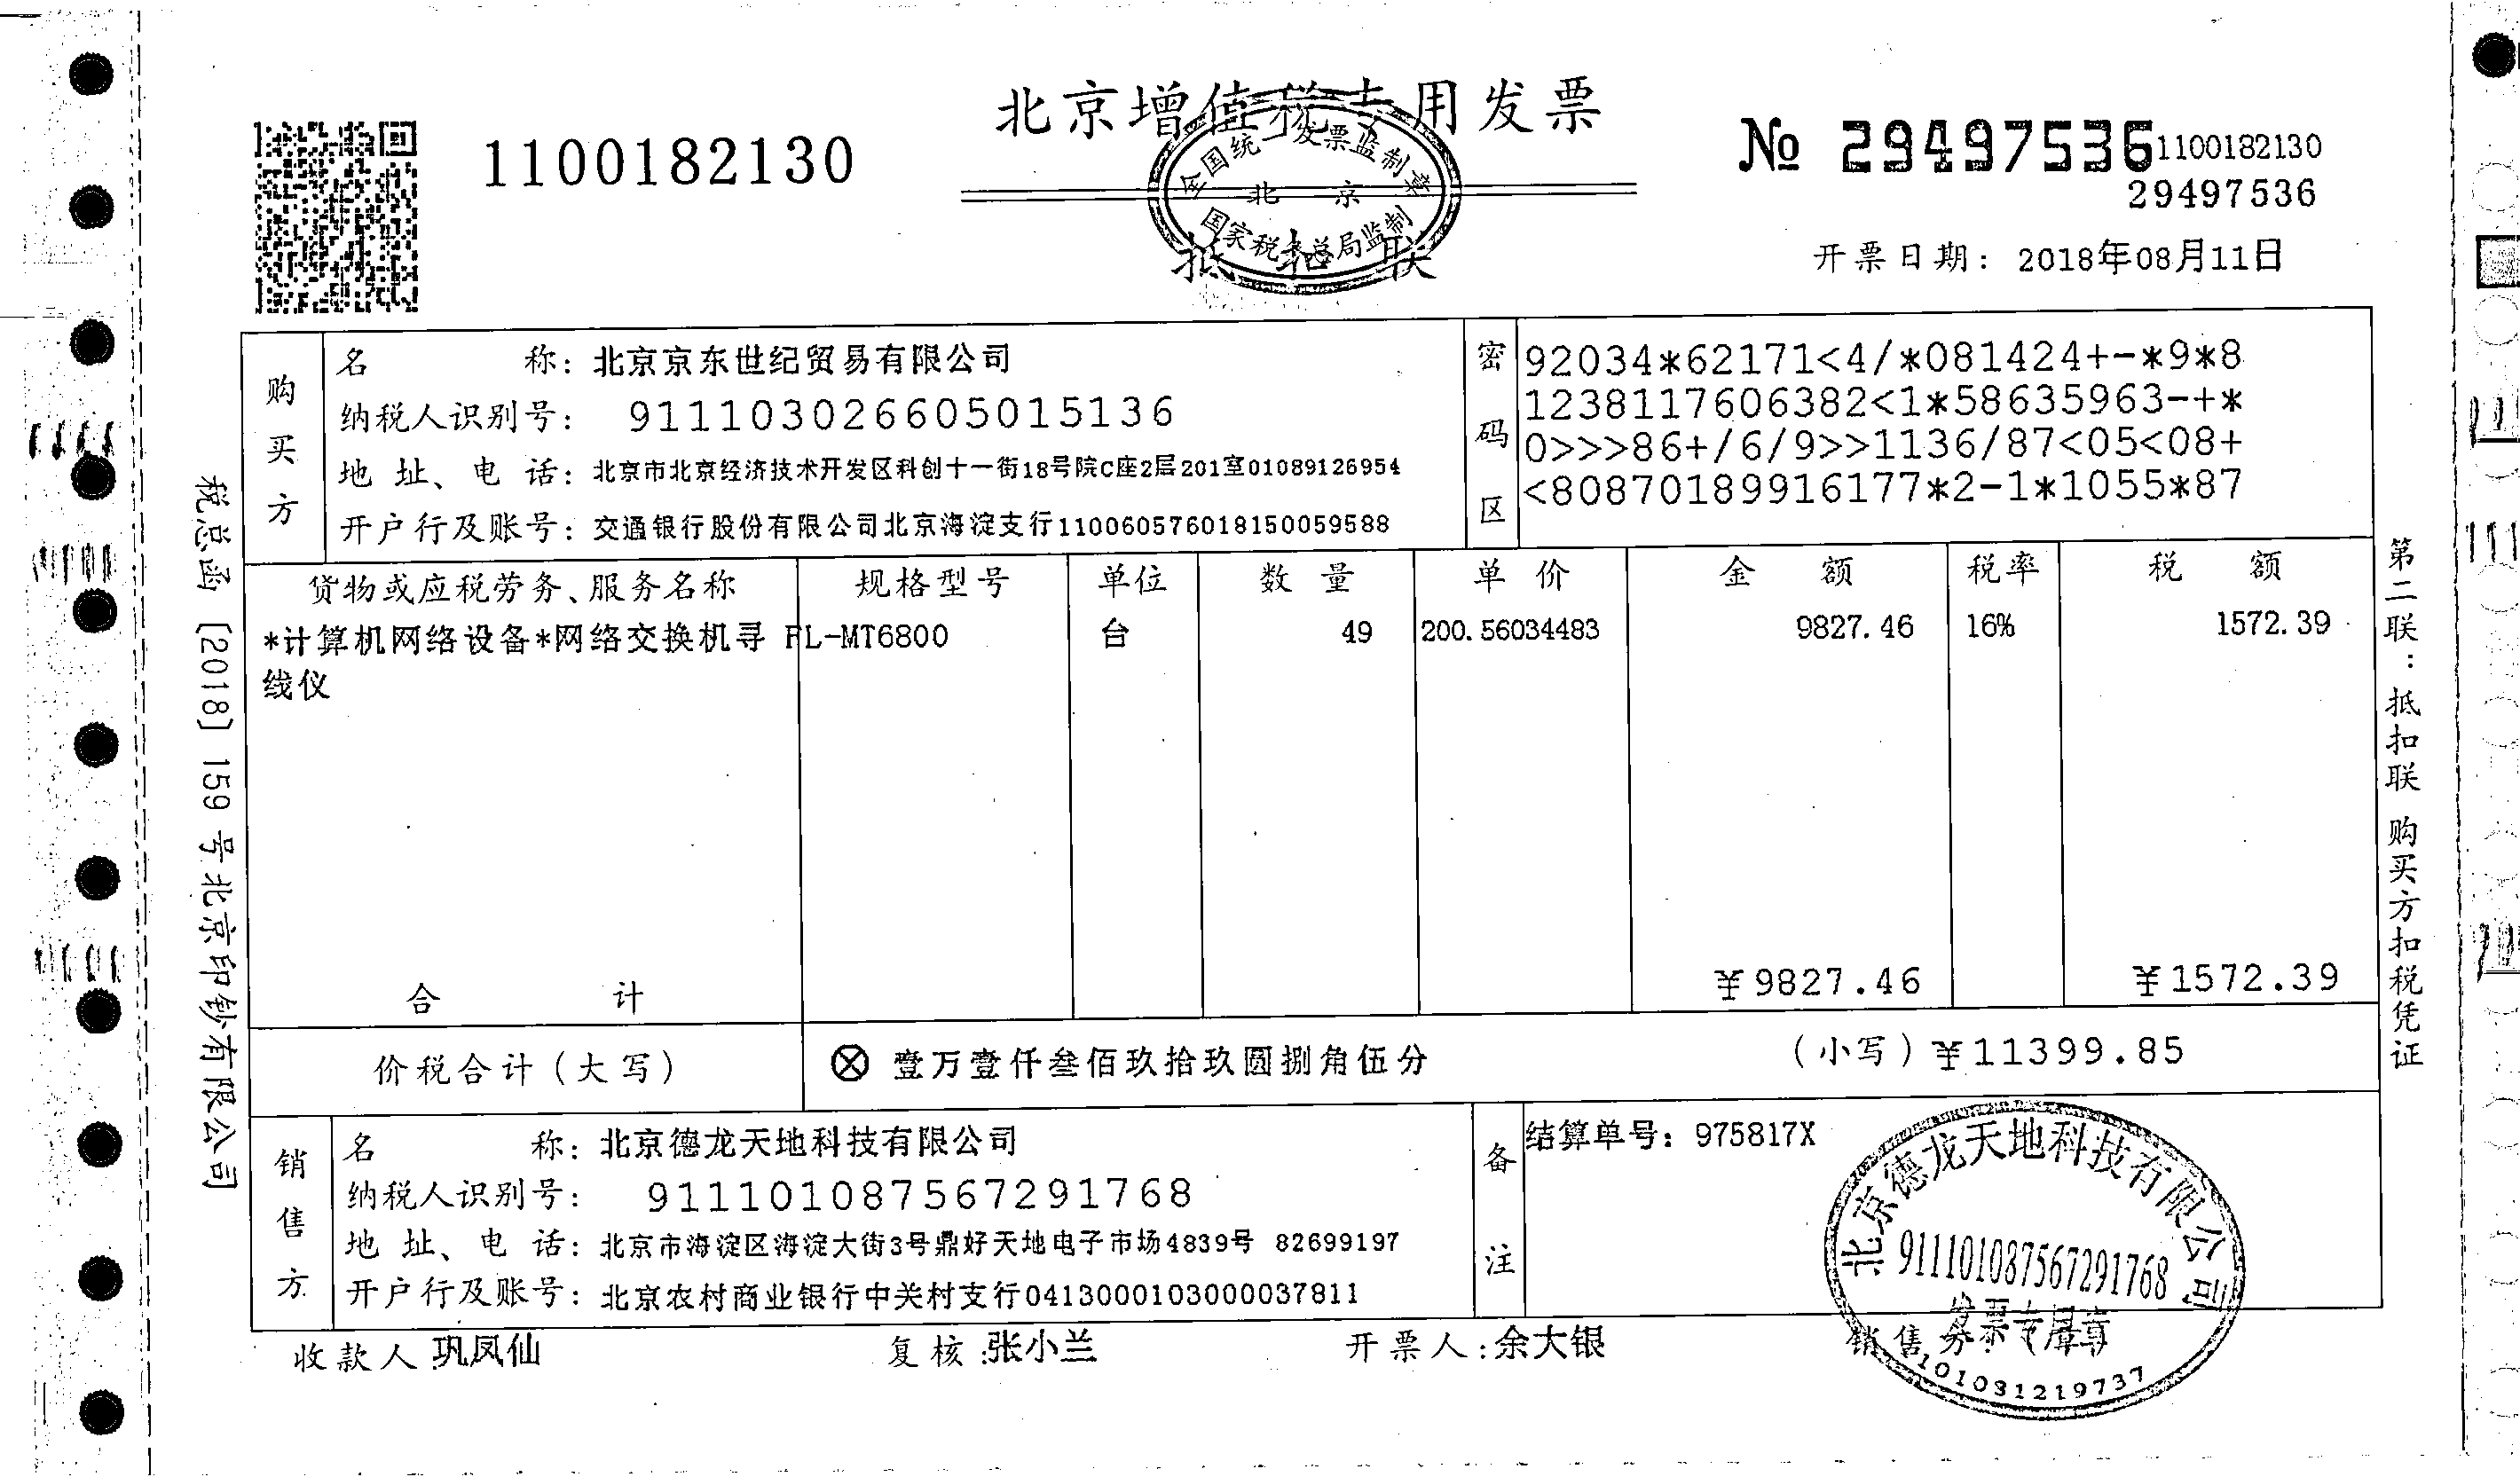 北京增值税专用发票
1100182130
№ 29497536
1100182130
29497536
全国统一发票监制章
北京
国家税务总局监制
抵扣联
开票日期: 2018年08月11日
购买方
名称: 北京京东世纪贸易有限公司
纳税人识别号: 911103026605015136
地址、电话: 北京市北京经济技术开发区科创十一街18号院C座2层201室01089126954
开户行及账号: 交通银行股份有限公司北京海淀支行110060576018150059588
密码区
92034*62171<4/*081424+-*9*8
1238117606382<1*58635963-+*
0>>>86+/6/9>>1136/87<05<08+
<80870189916177*2-1*1055*87
货物或应税劳务、服务名称 规格型号 单位 数量 单价 金额 税率 税额
*计算机网络设备*网络交换机寻 FL-MT6800 台 49 200.56034483 9827.46 16% 1572.39
线仪
合计 ¥9827.46 ¥1572.39
价税合计(大写) ⊗ 壹万壹仟叁佰玖拾玖圆捌角伍分 (小写) ¥11399.85
销售方
名称: 北京德龙天地科技有限公司
纳税人识别号: 911101087567291768
地址、电话: 北京市海淀区海淀大街3号鼎好天地电子市场4839号 82699197
开户行及账号: 北京农村商业银行中关村支行0413000103000037811
备注
结算单号: 975817X
北京德龙天地科技有限公司
911101087567291768
发票专用章
101081219737
收款人 巩凤仙 复核:张小兰 开票人:余大银 销售方:章
税总函[2018]159号北京印钞有限公司
第二联:抵扣联 购买方扣税凭证